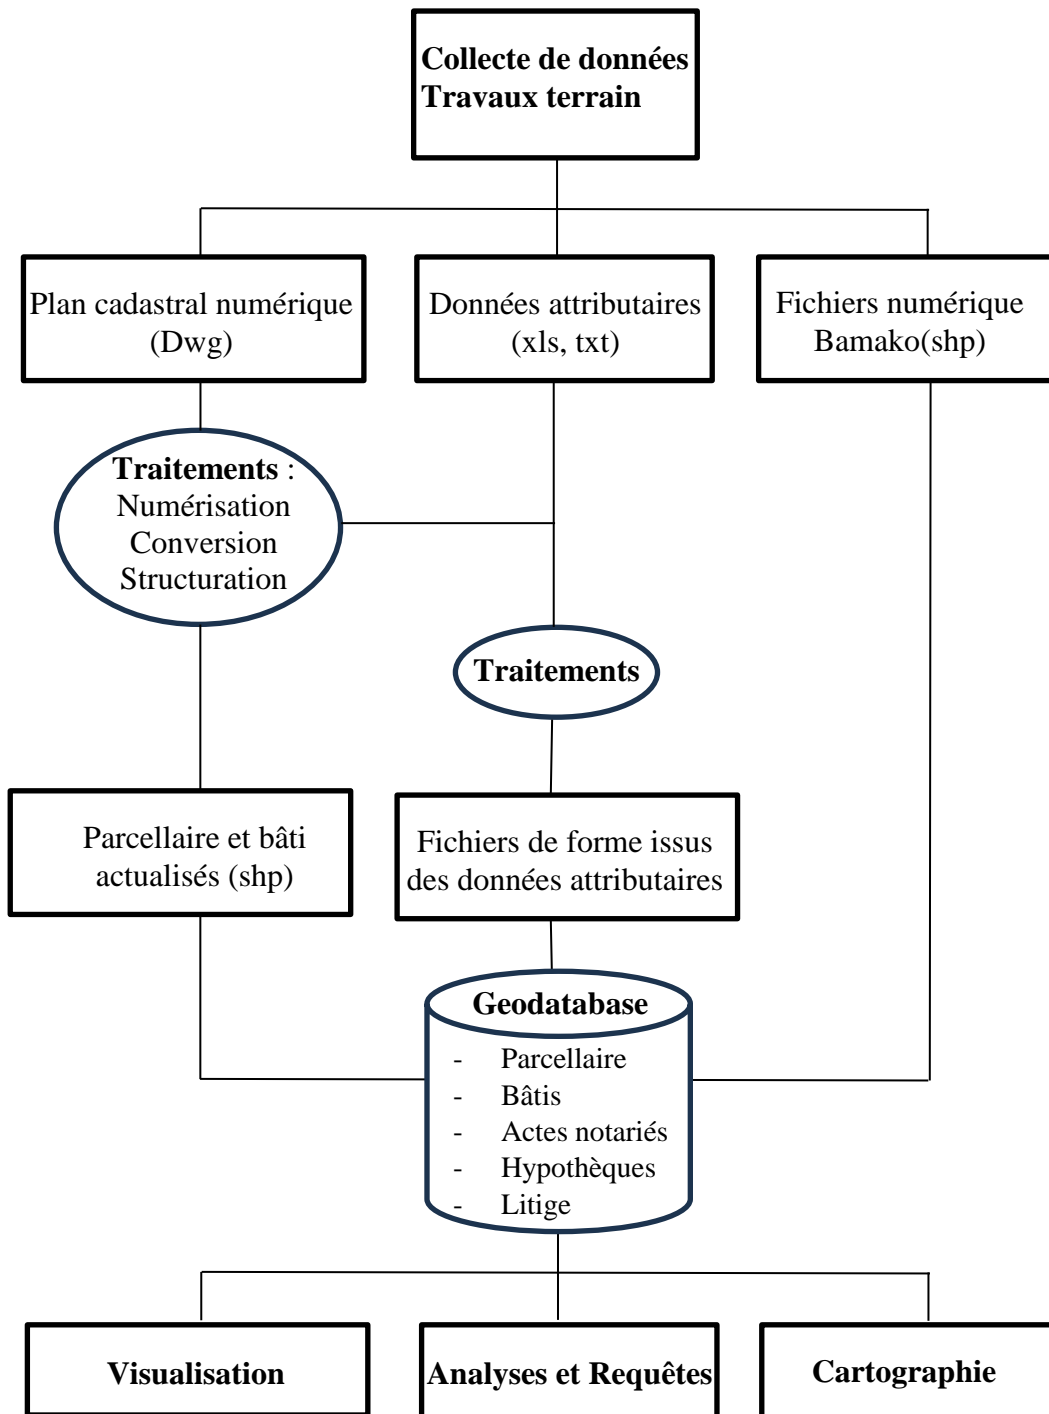 Collecte de données
Travaux terrain
Plan cadastral numérique
(Dwg)
Données attributaires
(xls, txt)
Fichiers numérique
Bamako(shp)
Traitements :
Numérisation
Conversion
Structuration
Traitements
Parcellaire et bâti
actualisés (shp)
Fichiers de forme issus
des données attributaires
Geodatabase
- Parcellaire
- Bâtis
- Actes notariés
- Hypothèques
- Litige
Visualisation
Analyses et Requêtes
Cartographie